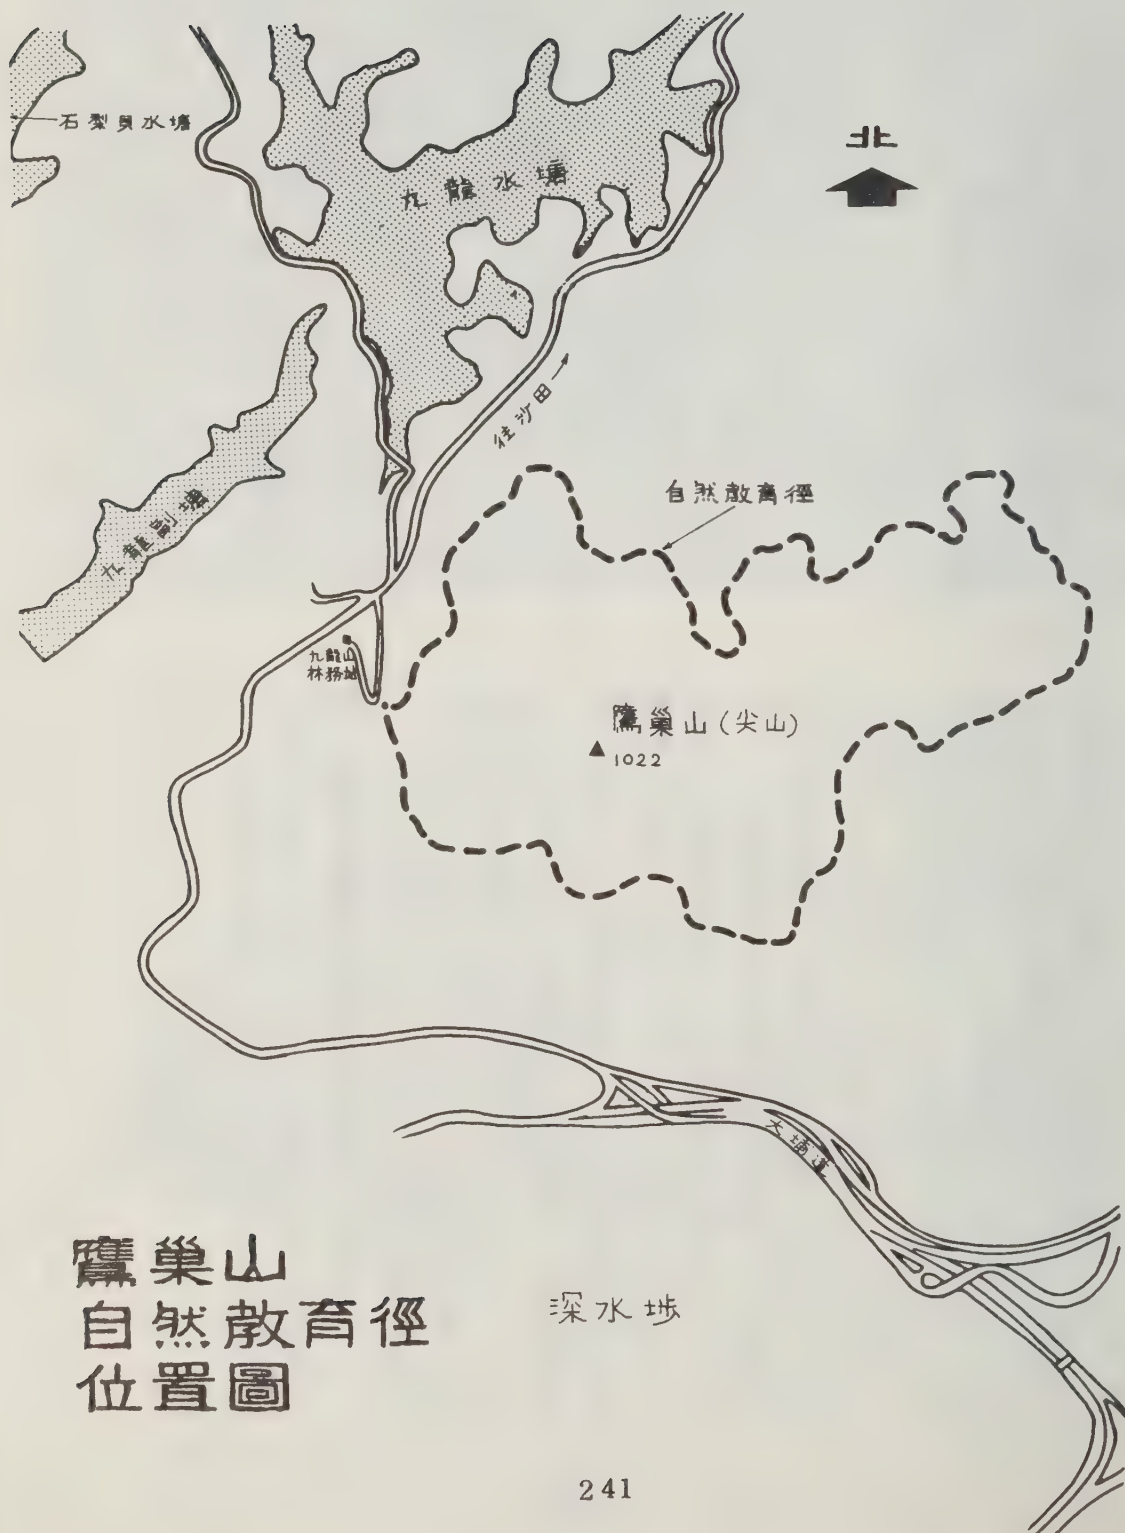 石梨貝水塘
北
九龍水塘
往沙田
自然教育徑
九龍副塘
九龍山
林務站
鷹巢山(尖山)
1022
大埔道
鷹巢山
自然教育徑
位置圖
深水埗
241